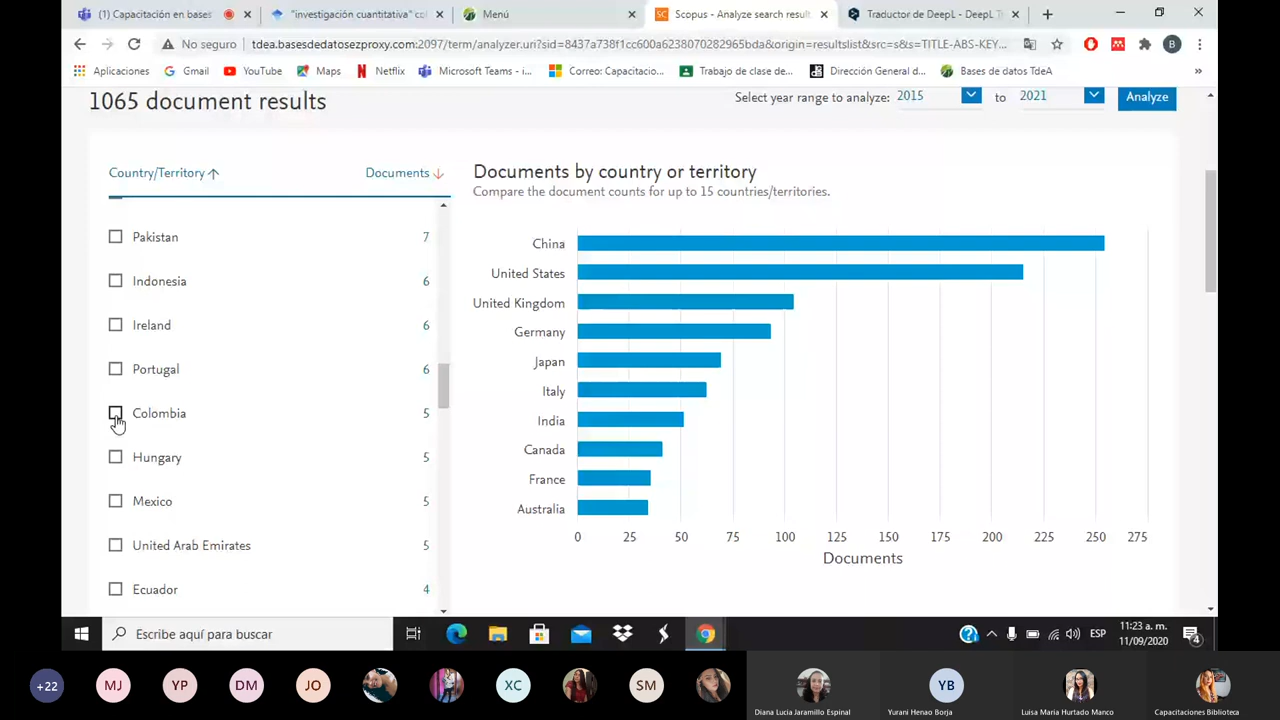 (1) Capacitación en bases
"investigación cuantitativa" col
Menú
Scopus - Analyze search result
Traductor de DeepL - DeepL T
No seguro
tdea.basesdedatosezproxy.com:2097/term/analyzer.uri?sid=8437a738f1cc600a6238070282965bda&origin=resultslist&src=s&s=TITLE-ABS-KEY...
B
Aplicaciones
Gmail
YouTube
Maps
Netflix
Microsoft Teams - i...
Correo: Capacitacio...
Trabajo de clase de...
Dirección General d...
Bases de datos TdeA
»
1065 document results
Select year range to analyze: 2015 to 2021 Analyze
Country/Territory Documents
Documents by country or territory
Compare the document counts for up to 15 countries/territories.
Pakistan 7
Indonesia 6
Ireland 6
Portugal 6
Colombia 5
Hungary 5
Mexico 5
United Arab Emirates 5
Ecuador 4
China
United States
United Kingdom
Germany
Japan
Italy
India
Canada
France
Australia
0 25 50 75 100 125 150 175 200 225 250 275
Documents
Escribe aquí para buscar
ESP
11:23 a. m.
11/09/2020
4
+22
MJ
YP
DM
JO
XC
SM
YB
Diana Lucia Jaramillo Espinal
Yurani Henao Borja
Luisa Maria Hurtado Manco
Capacitaciones Biblioteca